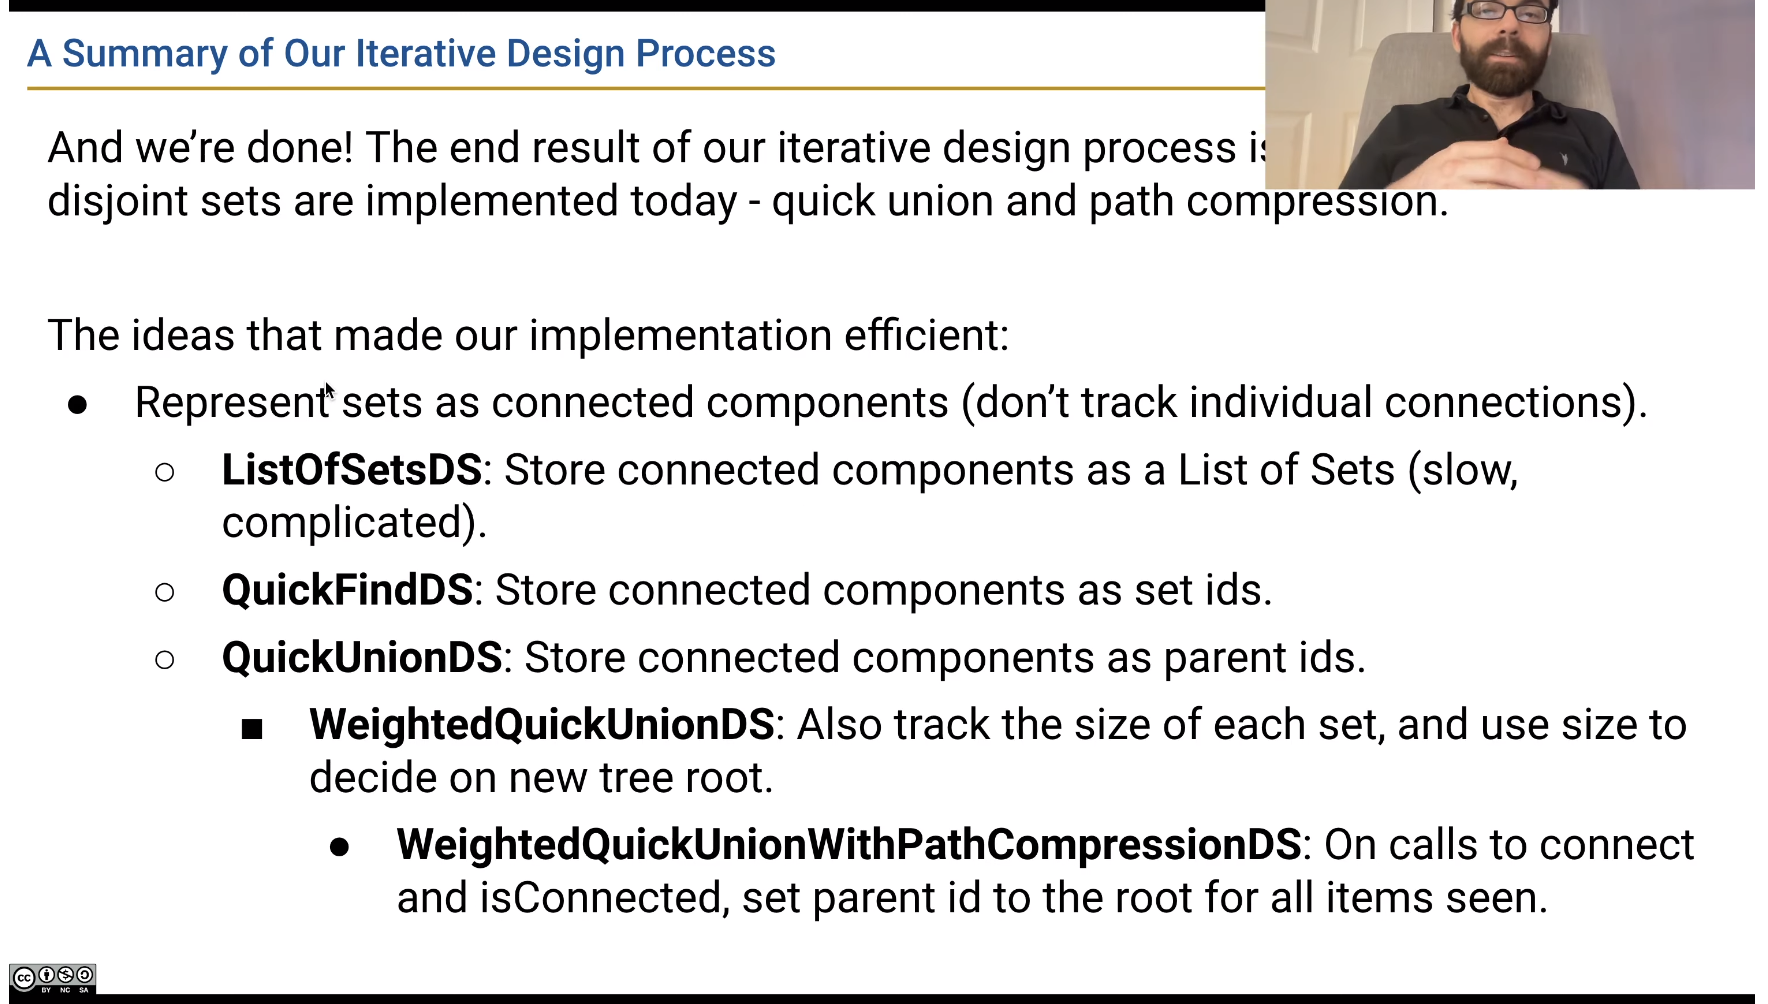 A Summary of Our Iterative Design Process
And we’re done! The end result of our iterative design process
disjoint sets are implemented today - quick union and path compression.
The ideas that made our implementation efficient:
● Represent sets as connected components (don’t track individual connections).
○ ListOfSetsDS: Store connected components as a List of Sets (slow,
complicated).
○ QuickFindDS: Store connected components as set ids.
○ QuickUnionDS: Store connected components as parent ids.
■ WeightedQuickUnionDS: Also track the size of each set, and use size to
decide on new tree root.
● WeightedQuickUnionWithPathCompressionDS: On calls to connect
and isConnected, set parent id to the root for all items seen.
cc
BY NC SA